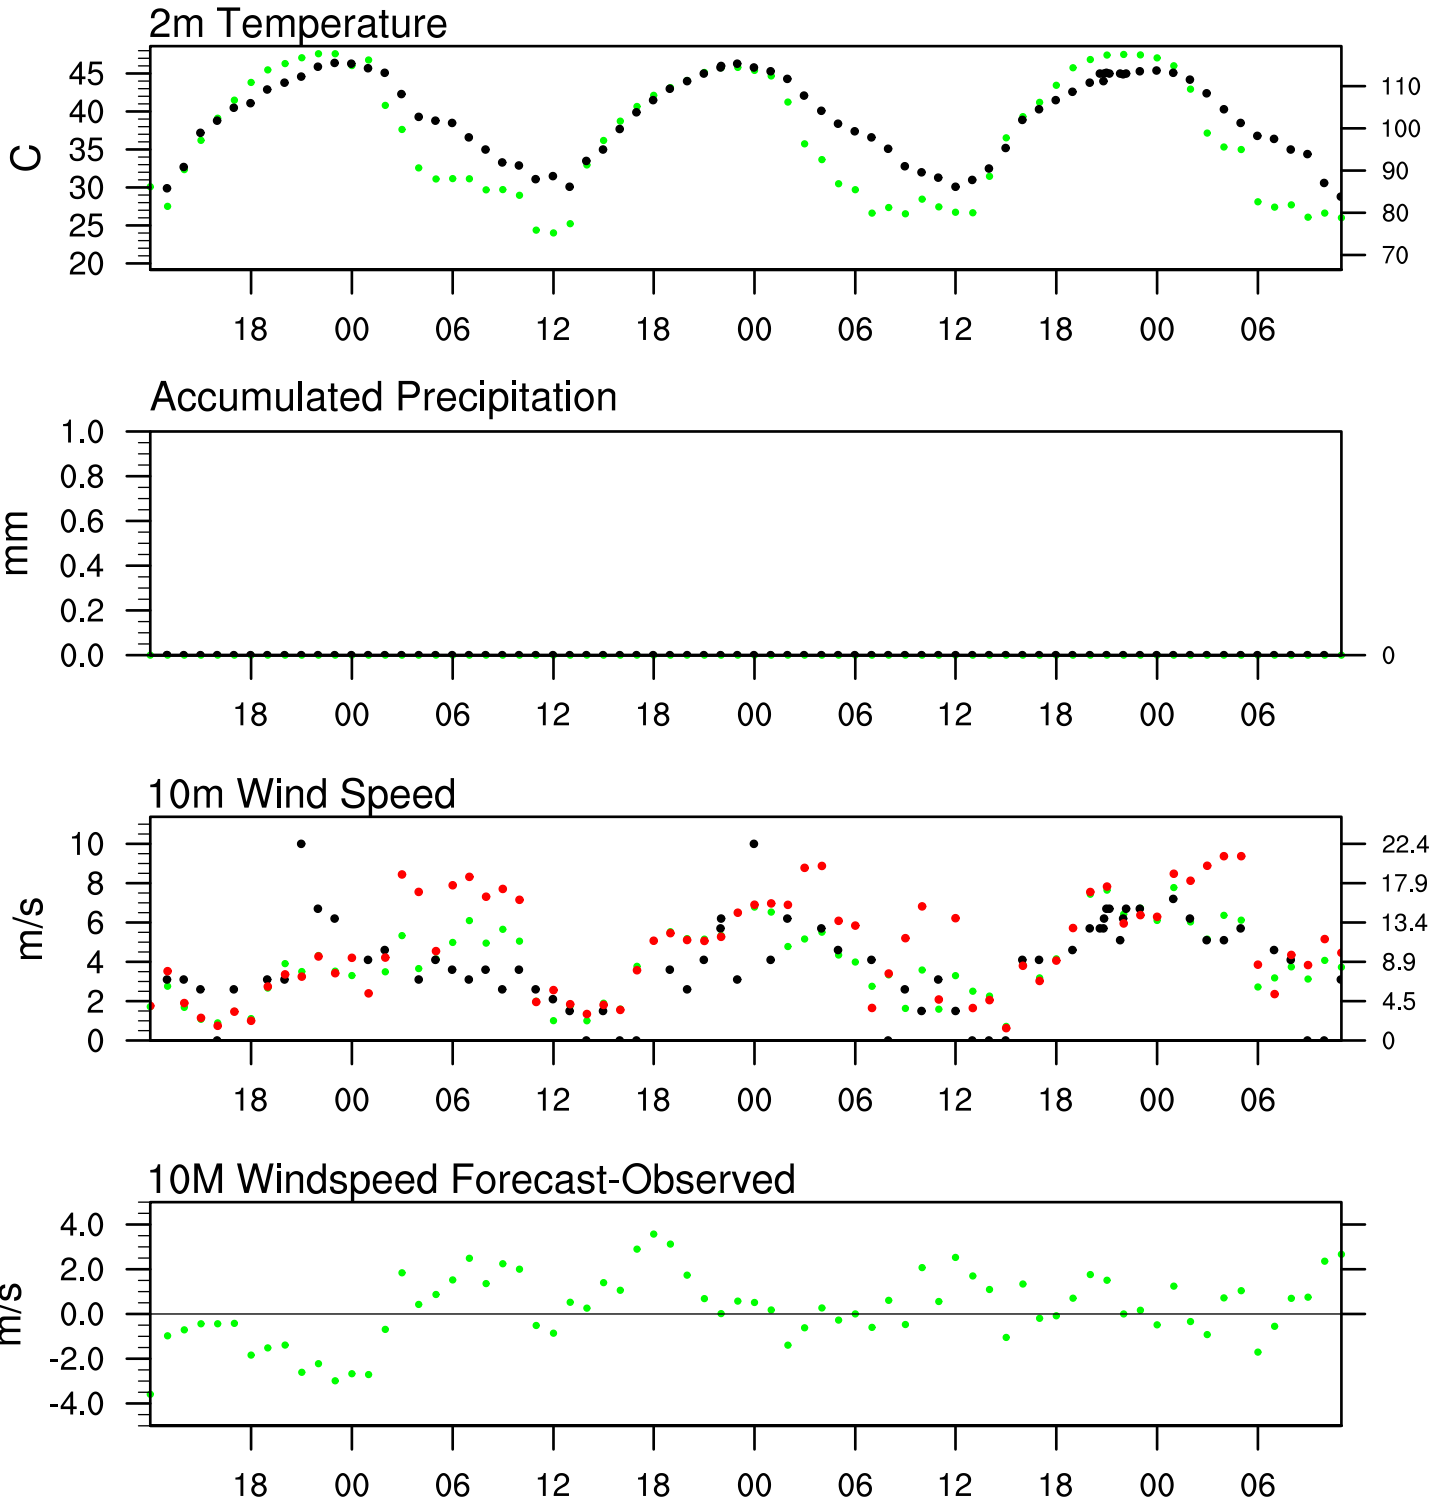 2m Temperature
45
40
35
30
25
20
C
110
100
90
80
70
18 00 06 12 18 00 06 12 18 00 06
Accumulated Precipitation
1.0
0.8
0.6
0.4
0.2
0.0
mm
0
18 00 06 12 18 00 06 12 18 00 06
10m Wind Speed
10
8
6
4
2
0
m/s
22.4
17.9
13.4
8.9
4.5
0
18 00 06 12 18 00 06 12 18 00 06
10M Windspeed Forecast-Observed
4.0
2.0
0.0
-2.0
-4.0
m/s
18 00 06 12 18 00 06 12 18 00 06